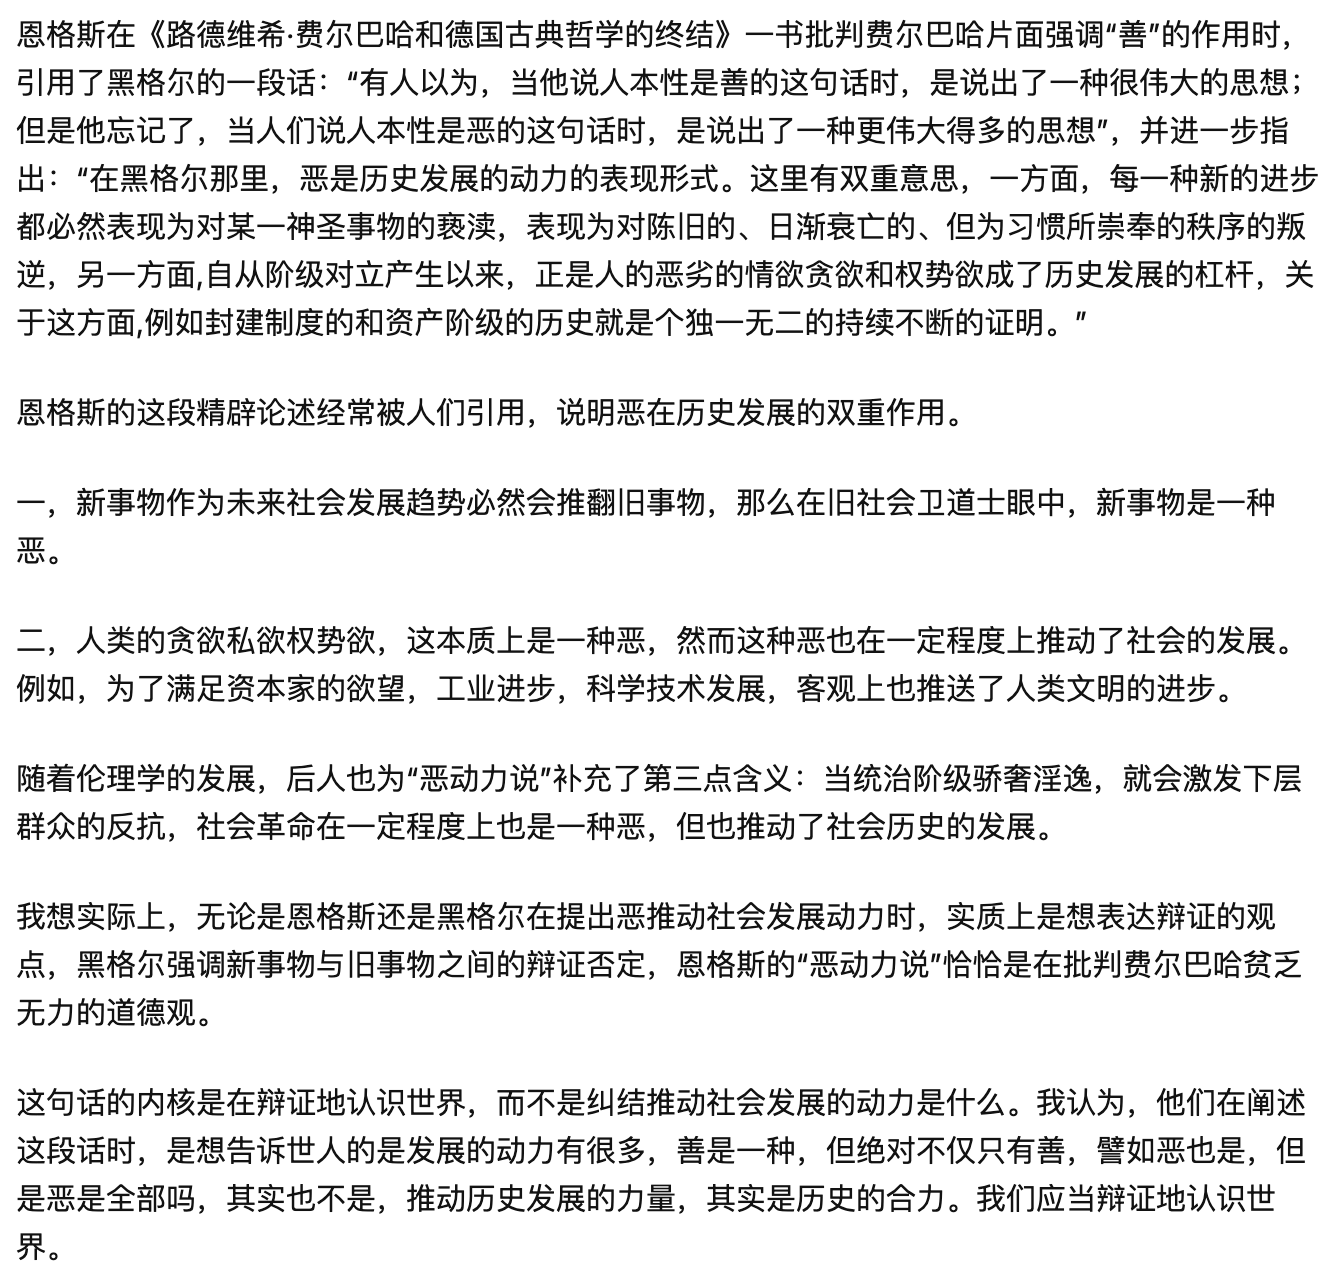 恩格斯在《路德维希·费尔巴哈和德国古典哲学的终结》一书批判费尔巴哈片面强调“善”的作用时，
引用了黑格尔的一段话：“有人以为，当他说人本性是善的这句话时，是说出了一种很伟大的思想；
但是他忘记了，当人们说人本性是恶的这句话时，是说出了一种更伟大得多的思想”，并进一步指
出：“在黑格尔那里，恶是历史发展的动力的表现形式。这里有双重意思，一方面，每一种新的进步
都必然表现为对某一神圣事物的亵渎，表现为对陈旧的、日渐衰亡的、但为习惯所崇奉的秩序的叛
逆，另一方面,自从阶级对立产生以来，正是人的恶劣的情欲贪欲和权势欲成了历史发展的杠杆，关
于这方面,例如封建制度的和资产阶级的历史就是个独一无二的持续不断的证明。”
恩格斯的这段精辟论述经常被人们引用，说明恶在历史发展的双重作用。
一，新事物作为未来社会发展趋势必然会推翻旧事物，那么在旧社会卫道士眼中，新事物是一种
恶。
二，人类的贪欲私欲权势欲，这本质上是一种恶，然而这种恶也在一定程度上推动了社会的发展。
例如，为了满足资本家的欲望，工业进步，科学技术发展，客观上也推送了人类文明的进步。
随着伦理学的发展，后人也为“恶动力说”补充了第三点含义：当统治阶级骄奢淫逸，就会激发下层
群众的反抗，社会革命在一定程度上也是一种恶，但也推动了社会历史的发展。
我想实际上，无论是恩格斯还是黑格尔在提出恶推动社会发展动力时，实质上是想表达辩证的观
点，黑格尔强调新事物与旧事物之间的辩证否定，恩格斯的“恶动力说”恰恰是在批判费尔巴哈贫乏
无力的道德观。
这句话的内核是在辩证地认识世界，而不是纠结推动社会发展的动力是什么。我认为，他们在阐述
这段话时，是想告诉世人的是发展的动力有很多，善是一种，但绝对不仅只有善，譬如恶也是，但
是恶是全部吗，其实也不是，推动历史发展的力量，其实是历史的合力。我们应当辩证地认识世
界。